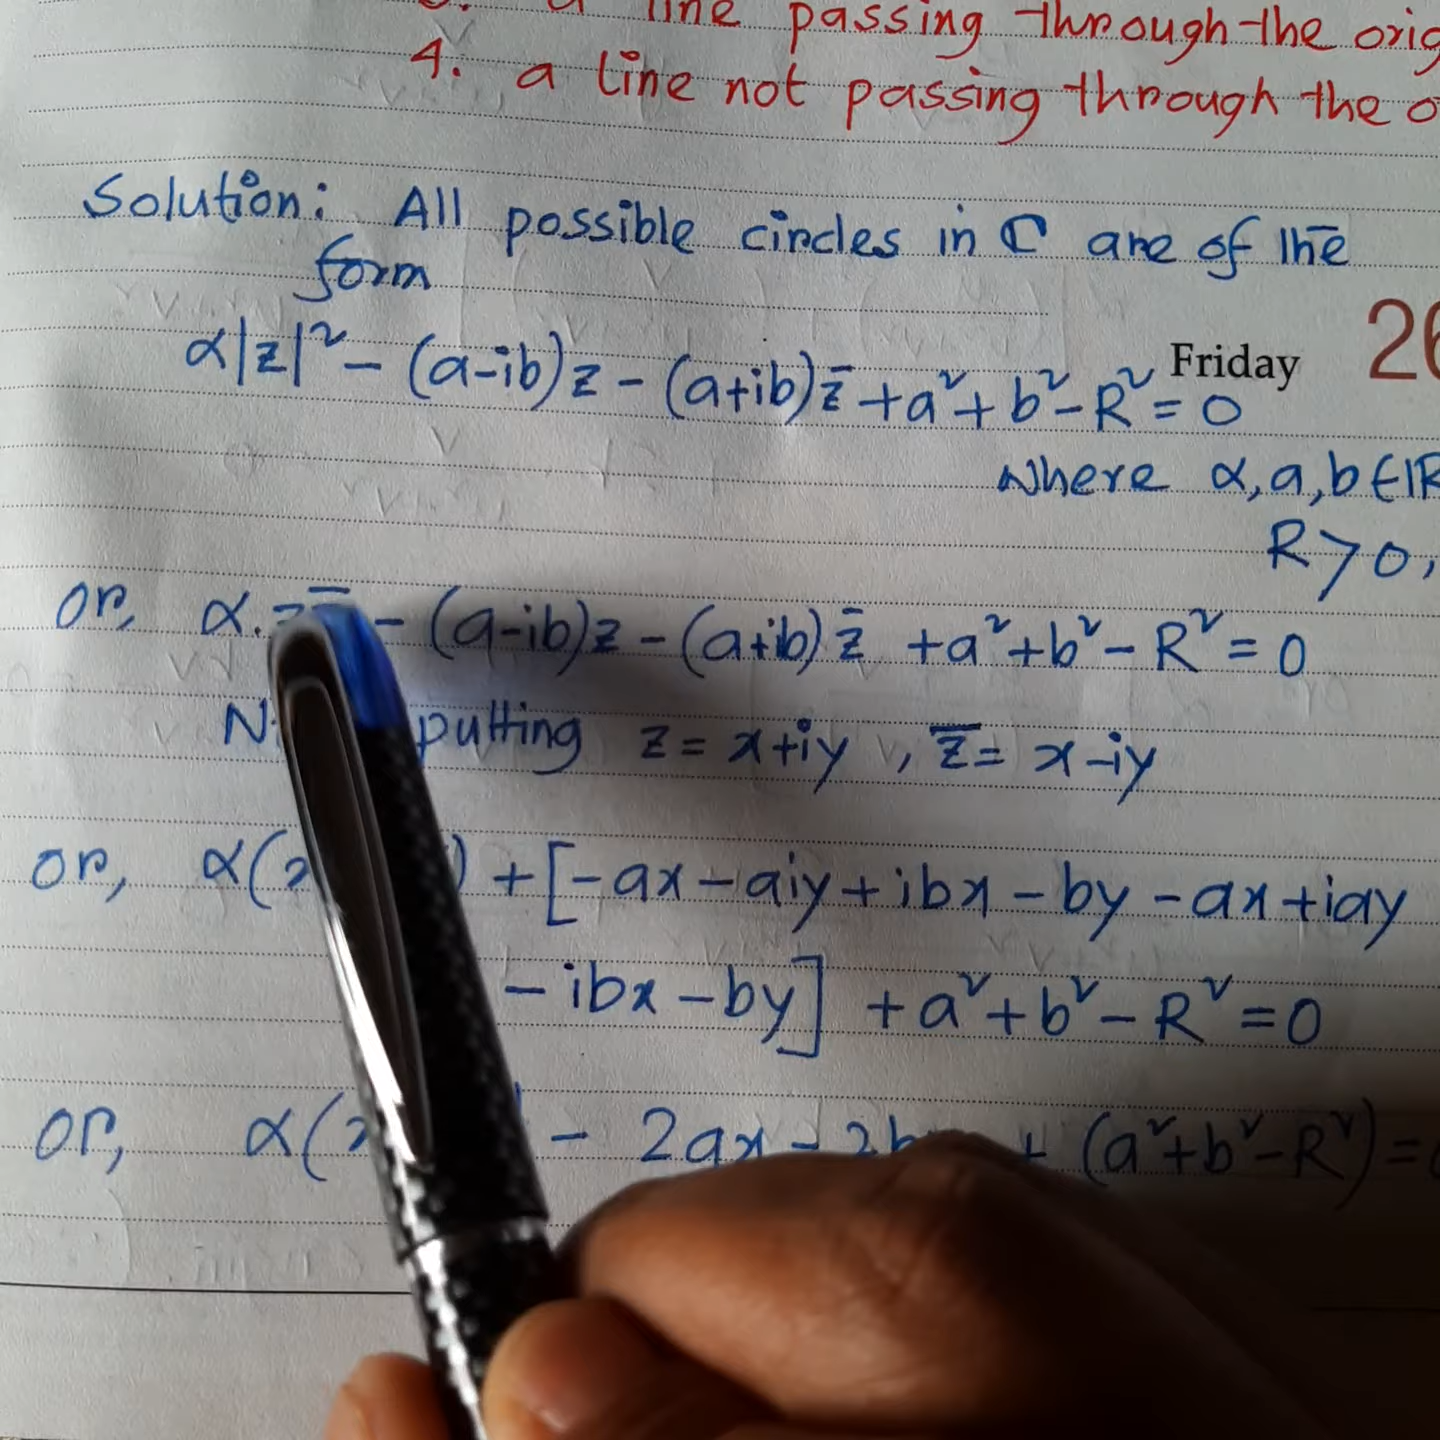 line passing through the
4. a line not passing through the
Solution: All possible circles in ℂ are of the
form
α|z|² - (a-ib)z - (a+ib)z̄ + a² + b² - R² = 0
Friday
where α, a, b ∈ ℝ
R > 0,
or, α. - (a-ib)z - (a+ib)z̄ + a² + b² - R² = 0
putting z = x+iy , z̄ = x-iy
or, α( ) + [-ax - aiy + ibx - by - ax + iay
- ibx - by] + a² + b² - R² = 0
or, α( - 2ax - + (a²+b²-R²) =